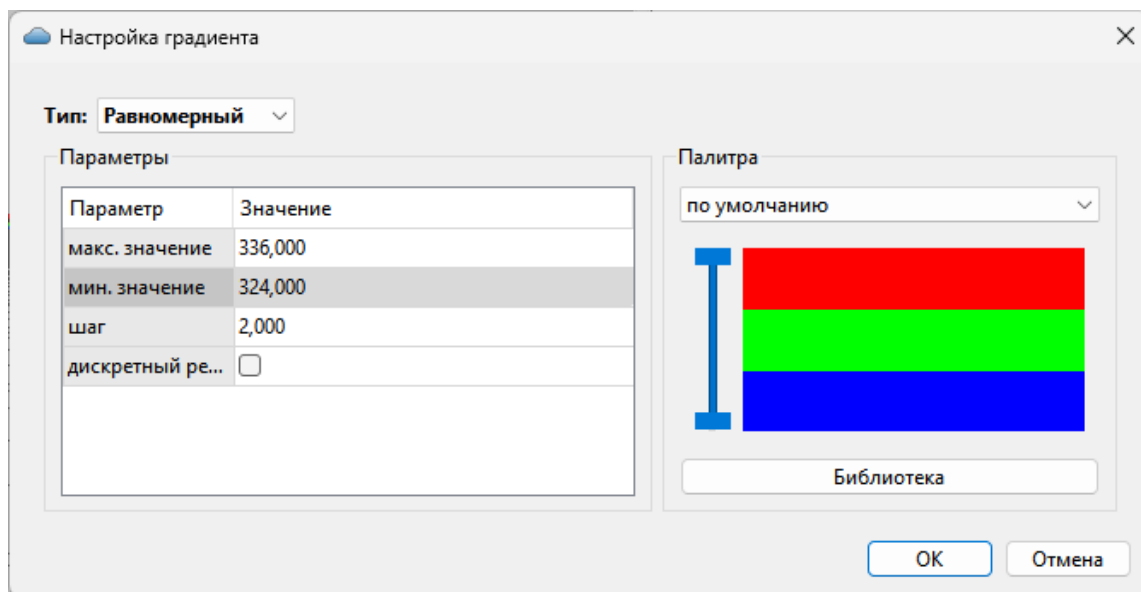 Настройка градиента
Тип: Равномерный
Параметры
Параметр Значение
макс. значение 336,000
мин. значение 324,000
шаг 2,000
дискретный ре...
Палитра
по умолчанию
Библиотека
OK Отмена